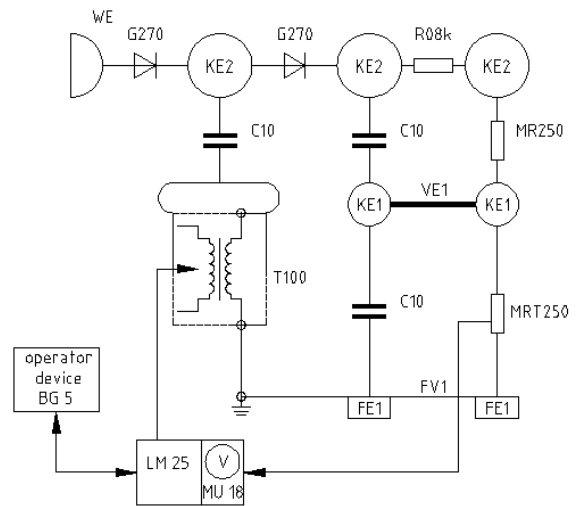 WE
G270
G270
R08k
KE2
KE2
KE2
C10
C10
MR250
KE1
VE1
KE1
T100
C10
MRT250
operator
device
BG 5
FV1
FE1
FE1
LM 25
V
MU 18